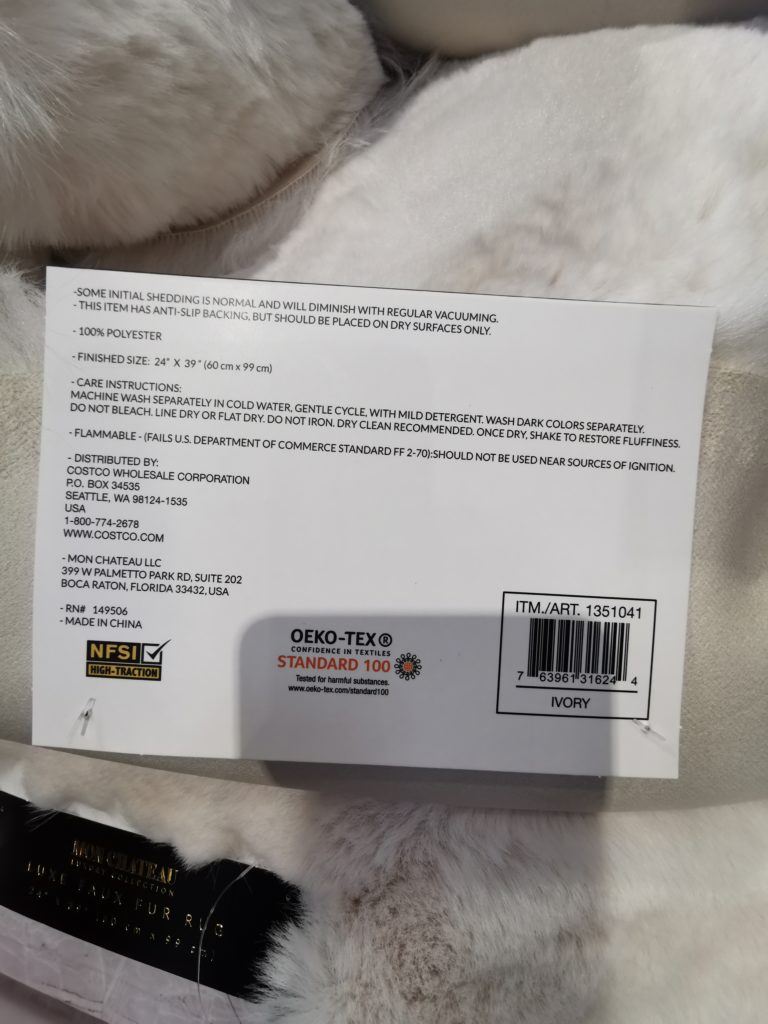 -SOME INITIAL SHEDDING IS NORMAL AND WILL DIMINISH WITH REGULAR VACUUMING.
- THIS ITEM HAS ANTI-SLIP BACKING, BUT SHOULD BE PLACED ON DRY SURFACES ONLY.
- 100% POLYESTER
- FINISHED SIZE: 24" X 39" (60 cm x 99 cm)
- CARE INSTRUCTIONS:
MACHINE WASH SEPARATELY IN COLD WATER, GENTLE CYCLE, WITH MILD DETERGENT. WASH DARK COLORS SEPARATELY.
DO NOT BLEACH. LINE DRY OR FLAT DRY. DO NOT IRON. DRY CLEAN RECOMMENDED. ONCE DRY, SHAKE TO RESTORE FLUFFINESS.
- FLAMMABLE - (FAILS U.S. DEPARTMENT OF COMMERCE STANDARD FF 2-70):SHOULD NOT BE USED NEAR SOURCES OF IGNITION.
- DISTRIBUTED BY:
COSTCO WHOLESALE CORPORATION
P.O. BOX 34535
SEATTLE, WA 98124-1535
USA
1-800-774-2678
WWW.COSTCO.COM
- MON CHATEAU LLC
399 W PALMETTO PARK RD, SUITE 202
BOCA RATON, FLORIDA 33432, USA
- RN# 149506
- MADE IN CHINA
NFSI
HIGH-TRACTION
OEKO-TEX®
CONFIDENCE IN TEXTILES
STANDARD 100
Tested for harmful substances.
www.oeko-tex.com/standard100
ITM./ART. 1351041
7 63961 31624 4
IVORY
MON CHATEAU
LUXURY COLLECTION
LUXE FAUX FUR RUG
24" x 39" (60 cm x 99 cm)